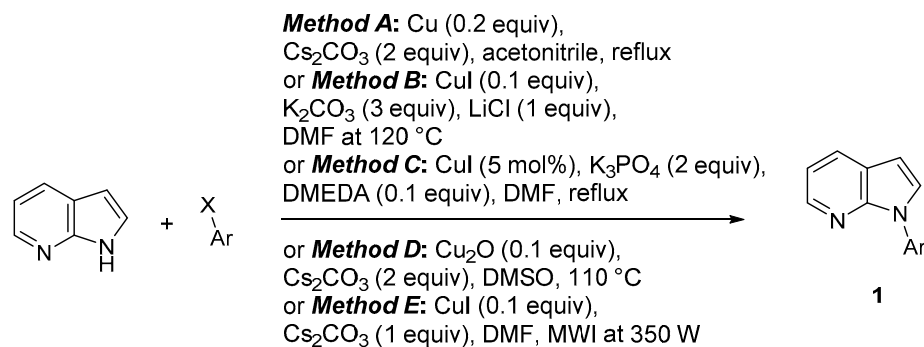 Method A: Cu (0.2 equiv),
Cs2CO3 (2 equiv), acetonitrile, reflux
or Method B: CuI (0.1 equiv),
K2CO3 (3 equiv), LiCl (1 equiv),
DMF at 120 °C
or Method C: CuI (5 mol%), K3PO4 (2 equiv),
DMEDA (0.1 equiv), DMF, reflux
N
N
H
+
X
Ar
or Method D: Cu2O (0.1 equiv),
Cs2CO3 (2 equiv), DMSO, 110 °C
or Method E: CuI (0.1 equiv),
Cs2CO3 (1 equiv), DMF, MWI at 350 W
N
N
Ar
1